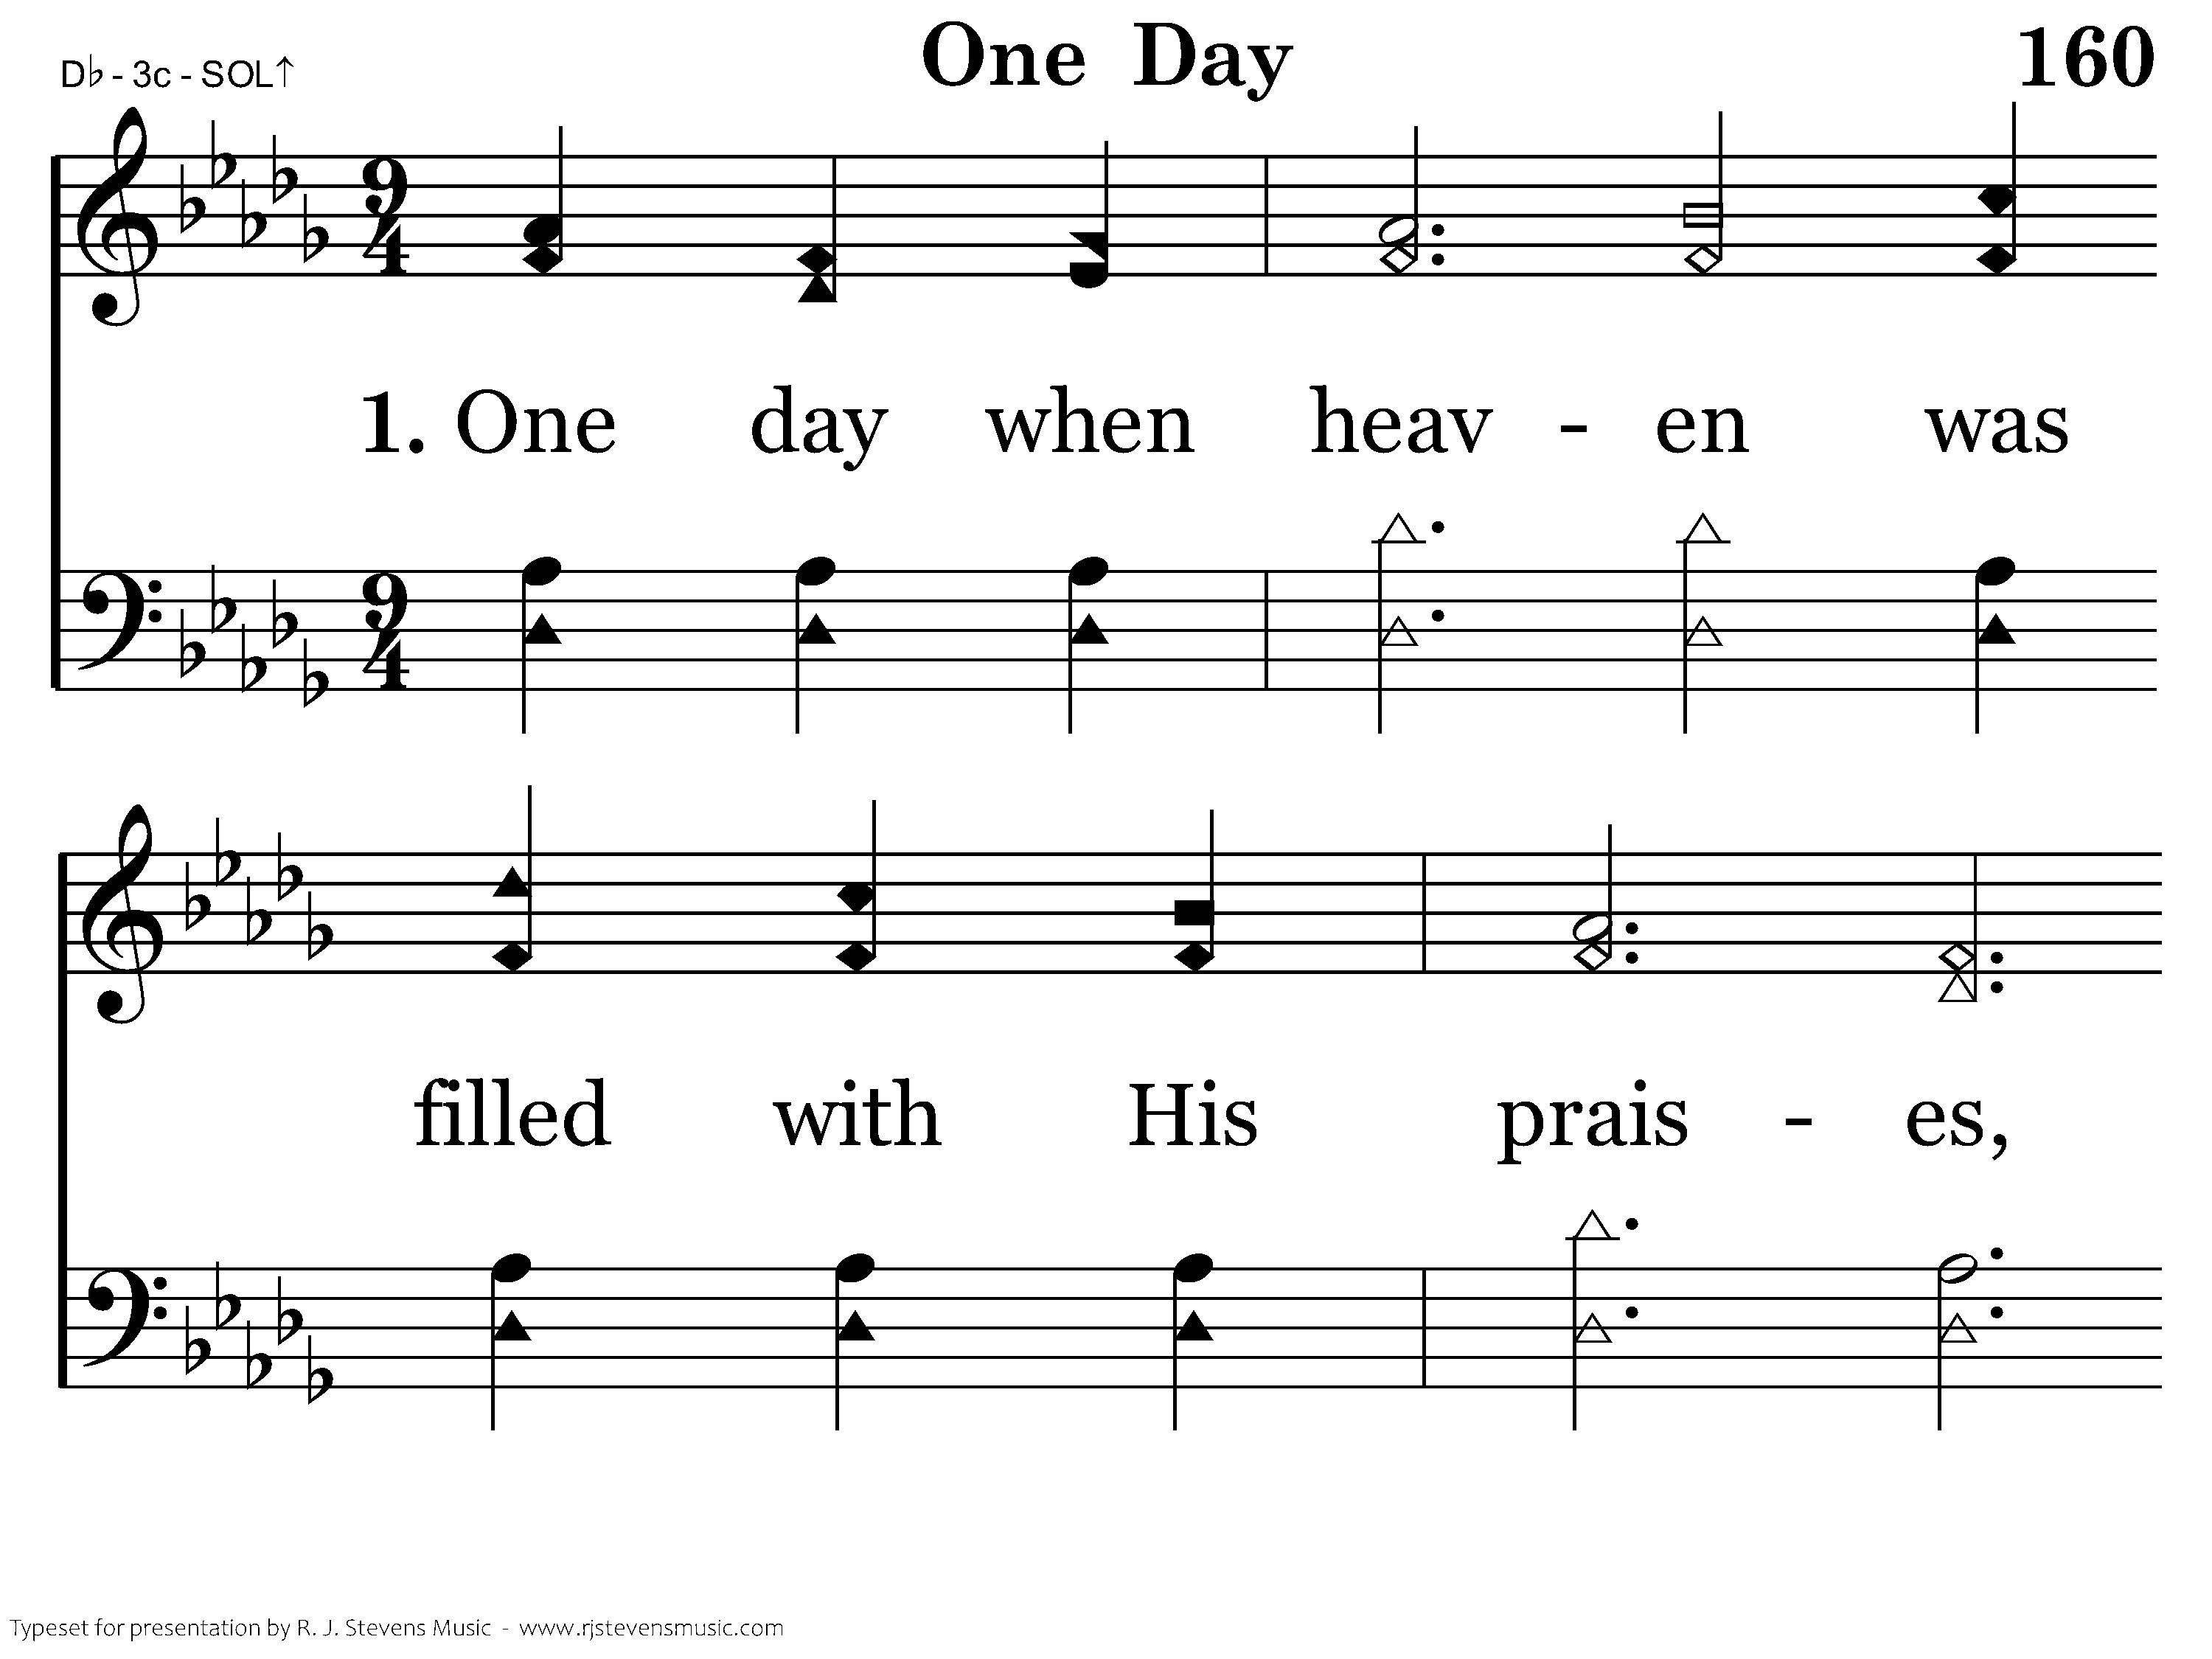 One Day
160
D♭ - 3c - SOL↑
9
4
1. One day when heav - en was
9
4
filled with His prais - es,
Typeset for presentation by R. J. Stevens Music - www.rjstevensmusic.com